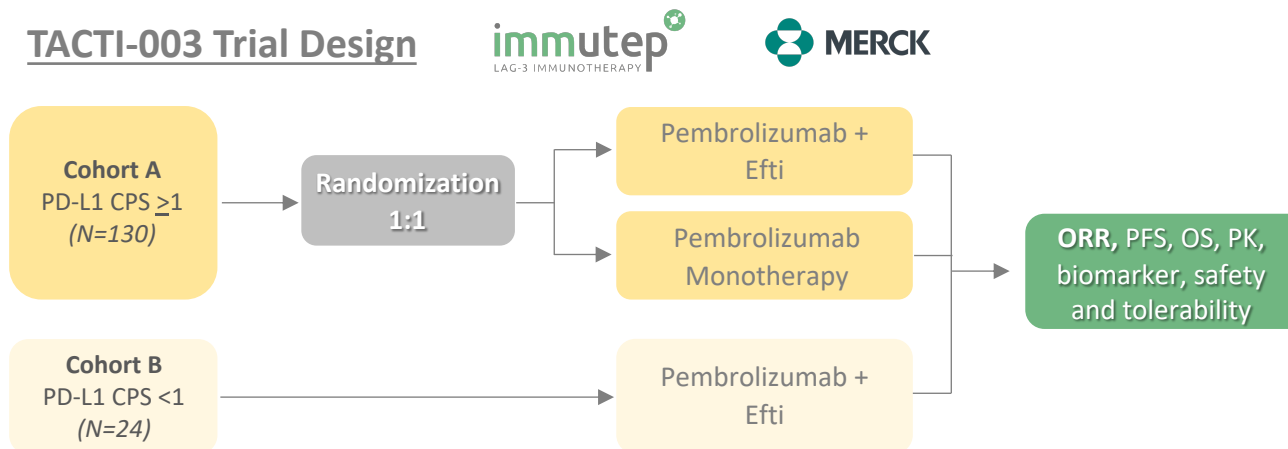 TACTI-003 Trial Design
immutep
LAG-3 IMMUNOTHERAPY
MERCK
Cohort A
PD-L1 CPS ≥1
(N=130)
Randomization
1:1
Pembrolizumab +
Efti
Pembrolizumab
Monotherapy
ORR, PFS, OS, PK,
biomarker, safety
and tolerability
Cohort B
PD-L1 CPS <1
(N=24)
Pembrolizumab +
Efti